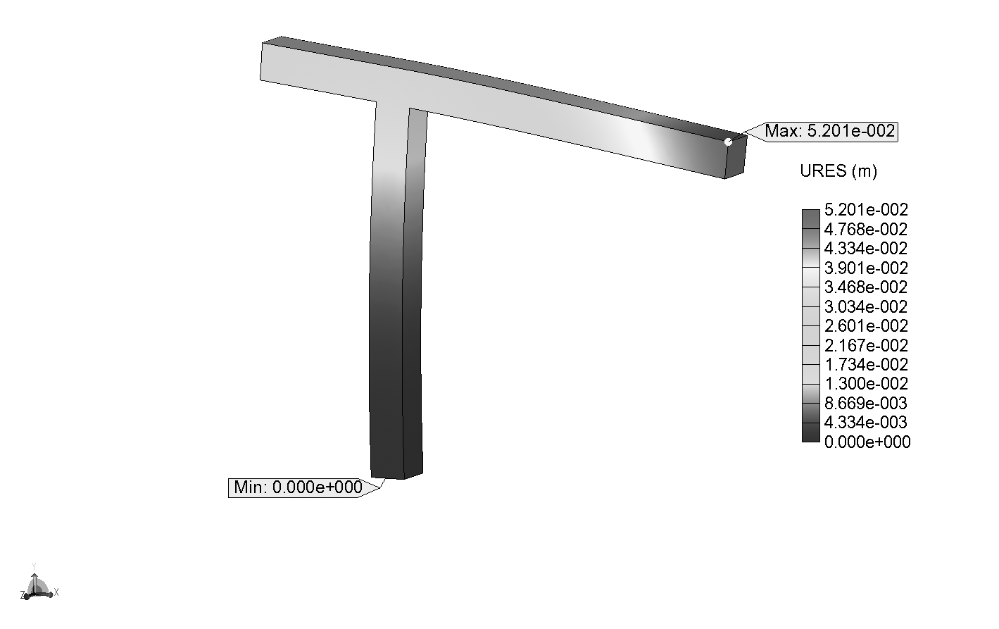 Max: 5.201e-002
URES (m)
5.201e-002
4.768e-002
4.334e-002
3.901e-002
3.468e-002
3.034e-002
2.601e-002
2.167e-002
1.734e-002
1.300e-002
8.669e-003
4.334e-003
0.000e+000
Min: 0.000e+000
Y
Z
X